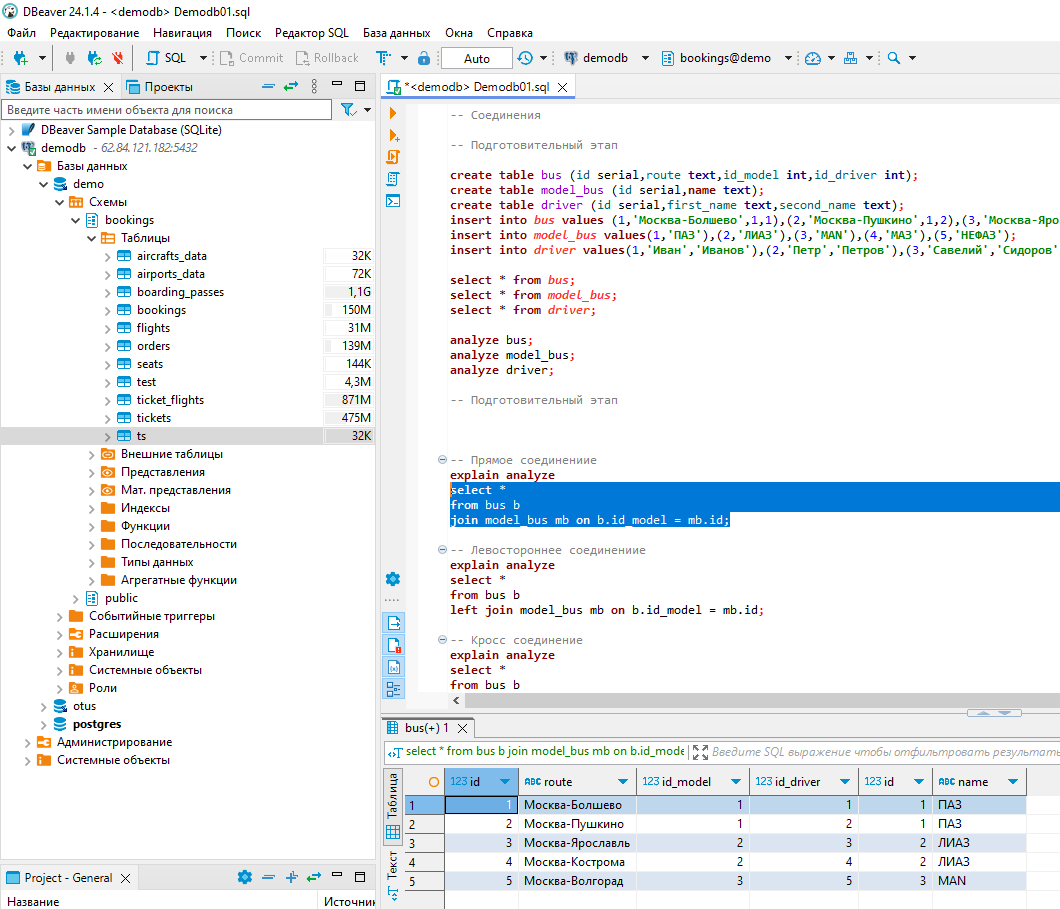 DBeaver 24.1.4 - <demodb> Demodb01.sql
Файл Редактирование Навигация Поиск Редактор SQL База данных Окна Справка
SQL Commit Rollback Auto demodb bookings@demo
Базы данных Проекты
Введите часть имени объекта для поиска
DBeaver Sample Database (SQLite)
demodb - 62.84.121.182:5432
Базы данных
demo
Схемы
bookings
Таблицы
aircrafts_data 32K
airports_data 72K
boarding_passes 1,1G
bookings 150M
flights 31M
orders 139M
seats 144K
test 4,3M
ticket_flights 871M
tickets 475M
ts 32K
Внешние таблицы
Представления
Мат. представления
Индексы
Функции
Последовательности
Типы данных
Агрегатные функции
public
Событийные триггеры
Расширения
Хранилище
Системные объекты
Роли
otus
postgres
Администрирование
Системные объекты
Project - General
Название Источник
*<demodb> Demodb01.sql
-- Соединения
-- Подготовительный этап
create table bus (id serial,route text,id_model int,id_driver int);
create table model_bus (id serial,name text);
create table driver (id serial,first_name text,second_name text);
insert into bus values (1,'Москва-Болшево',1,1),(2,'Москва-Пушкино',1,2),(3,'Москва-Яро
insert into model_bus values(1,'ПАЗ'),(2,'ЛИАЗ'),(3,'MAN'),(4,'МАЗ'),(5,'НЕФАЗ');
insert into driver values(1,'Иван','Иванов'),(2,'Петр','Петров'),(3,'Савелий','Сидоров'
select * from bus;
select * from model_bus;
select * from driver;
analyze bus;
analyze model_bus;
analyze driver;
-- Подготовительный этап
-- Прямое соединениие
explain analyze
select *
from bus b
join model_bus mb on b.id_model = mb.id;
-- Левостороннее соединениие
explain analyze
select *
from bus b
left join model_bus mb on b.id_model = mb.id;
-- Кросс соединение
explain analyze
select *
from bus b
bus(+) 1
select * from bus b join model_bus mb on b.id_mode Введите SQL выражение чтобы отфильтровать результаты
Таблица
Текст
123 id ABC route 123 id_model 123 id_driver 123 id ABC name
1 1 Москва-Болшево 1 1 1 ПАЗ
2 2 Москва-Пушкино 1 2 1 ПАЗ
3 3 Москва-Ярославль 2 3 2 ЛИАЗ
4 4 Москва-Кострома 2 4 2 ЛИАЗ
5 5 Москва-Волгорад 3 5 3 MAN